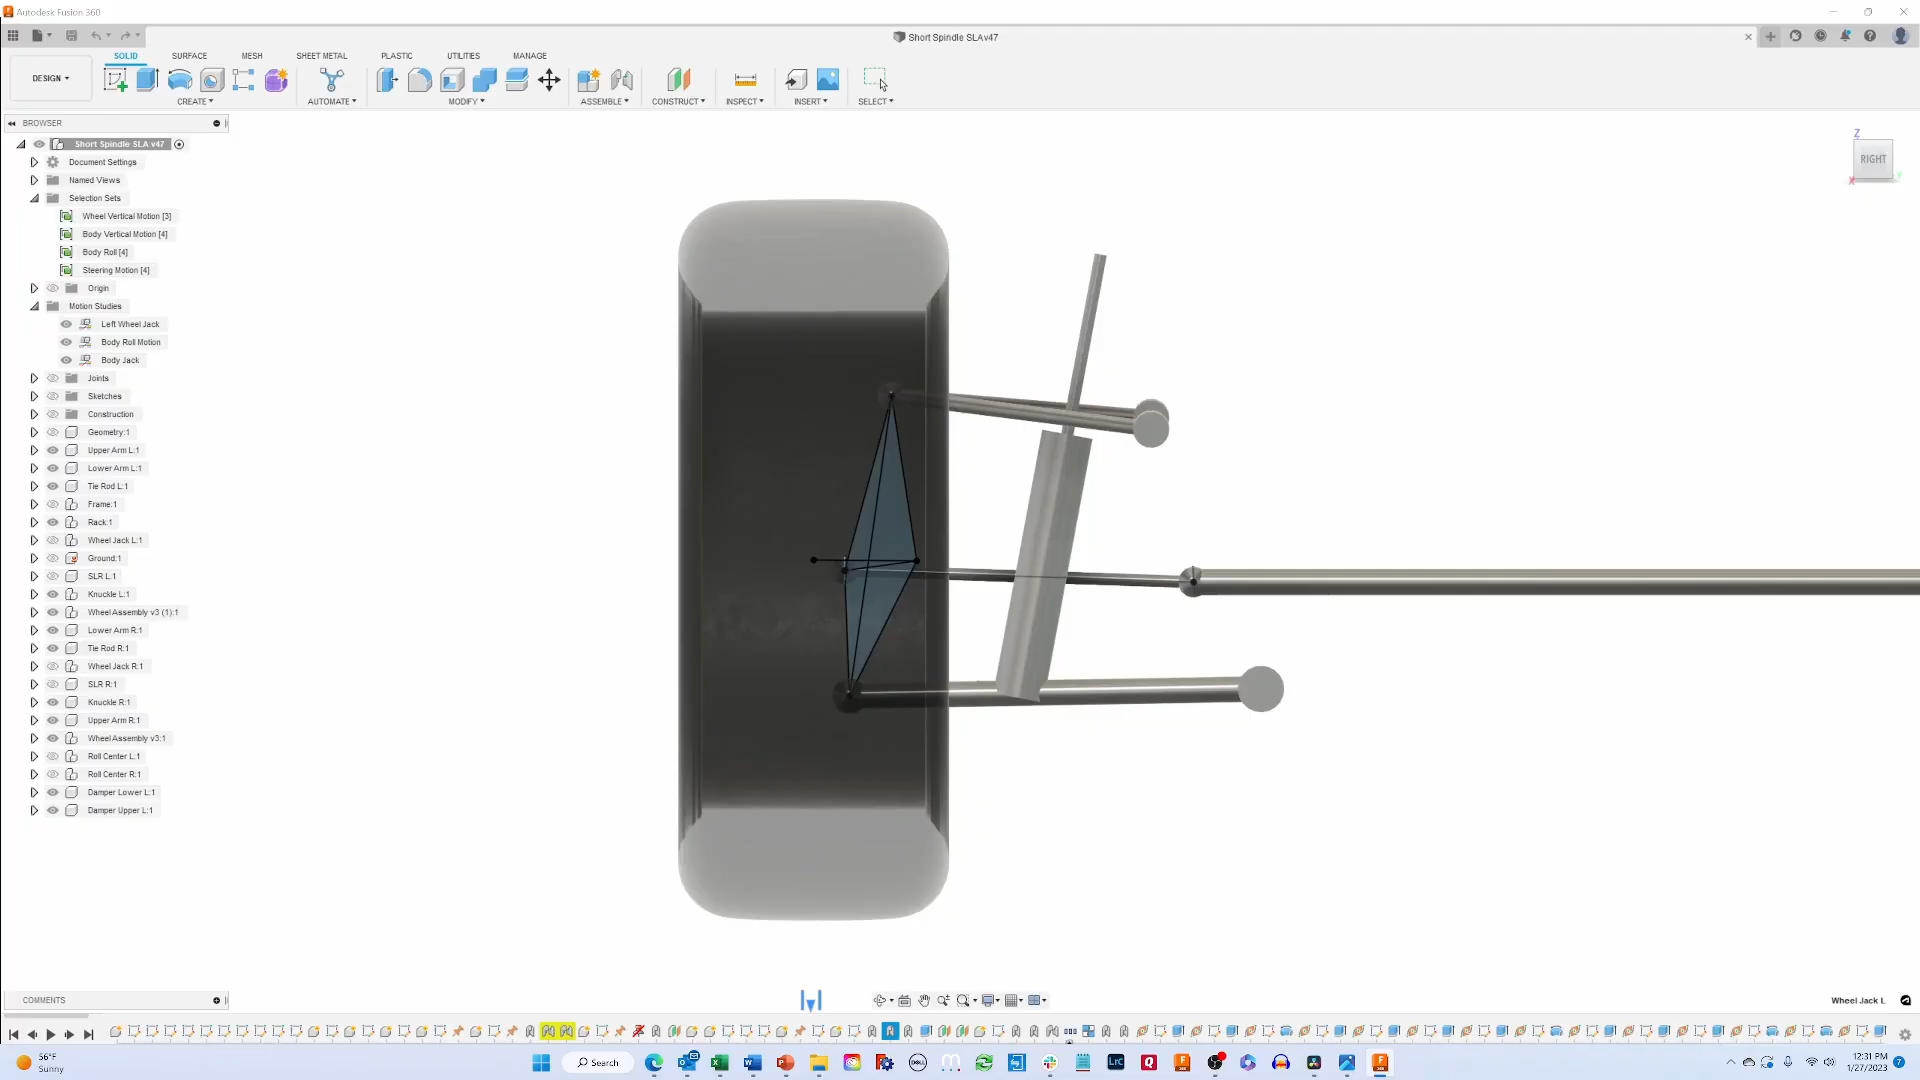 Autodesk Fusion 360
Short Spindle SLAv47
DESIGN
SOLID
SURFACE
MESH
SHEET METAL
PLASTIC
UTILITIES
MANAGE
CREATE
AUTOMATE
MODIFY
ASSEMBLE
CONSTRUCT
INSPECT
INSERT
SELECT
BROWSER
Short Spindle SLA v47
Document Settings
Named Views
Selection Sets
Wheel Vertical Motion [3]
Body Vertical Motion [4]
Body Roll [4]
Steering Motion [4]
Origin
Motion Studies
Left Wheel Jack
Body Roll Motion
Body Jack
Joints
Sketches
Construction
Geometry:1
Upper Arm L:1
Lower Arm L:1
Tie Rod L:1
Frame:1
Rack:1
Wheel Jack L:1
Ground:1
SLR L:1
Knuckle L:1
Wheel Assembly v3 (1):1
Lower Arm R:1
Tie Rod R:1
Wheel Jack R:1
SLR R:1
Knuckle R:1
Upper Arm R:1
Wheel Assembly v3:1
Roll Center L:1
Roll Center R:1
Damper Lower L:1
Damper Upper L:1
Z
RIGHT
X
COMMENTS
Wheel Jack L
56°F
Sunny
Search
LrC
12:31 PM
1/27/2023
7